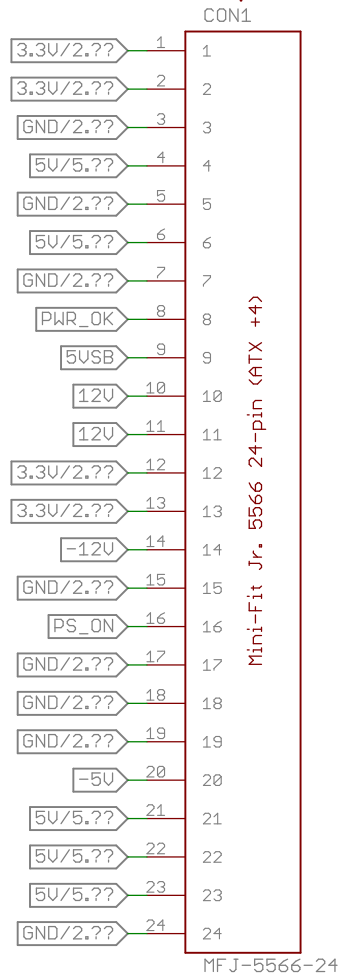 CON1
3.3V/2.?? 1 1
3.3V/2.?? 2 2
GND/2.?? 3 3
5V/5.?? 4 4
GND/2.?? 5 5
5V/5.?? 6 6
GND/2.?? 7 7
PWR_OK 8 8
5VSB 9 9
12V 10 10
12V 11 11
3.3V/2.?? 12 12
3.3V/2.?? 13 13
-12V 14 14
GND/2.?? 15 15
PS_ON 16 16
GND/2.?? 17 17
GND/2.?? 18 18
GND/2.?? 19 19
-5V 20 20
5V/5.?? 21 21
5V/5.?? 22 22
5V/5.?? 23 23
GND/2.?? 24 24
Mini-Fit Jr. 5566 24-pin (ATX +4)
MFJ-5566-24